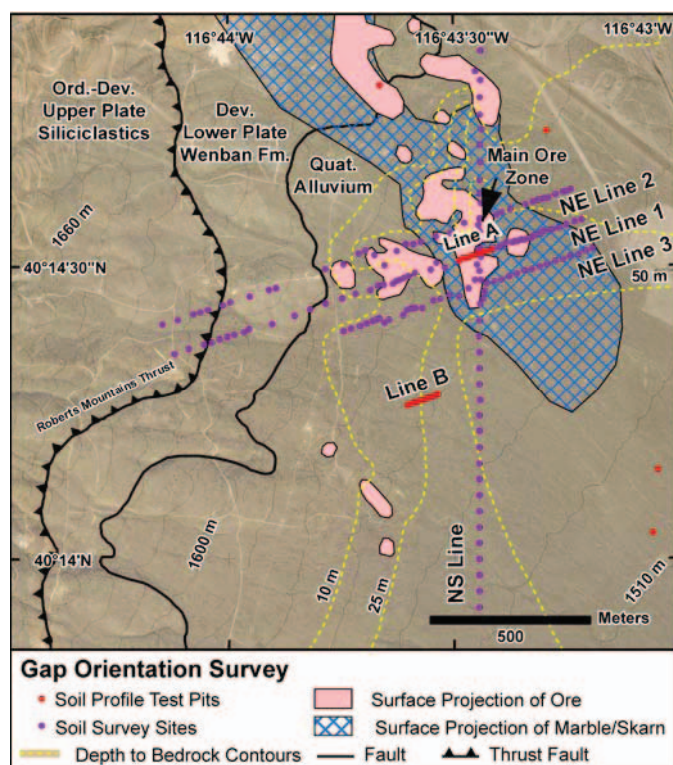 116°44'W
116°43'30"W
116°43'W
Ord.-Dev.
Upper Plate
Siliciclastics
Dev.
Lower Plate
Wenban Fm.
Quat.
Alluvium
Main Ore
Zone
1660 m
Line A
NE Line 2
NE Line 1
NE Line 3
40°14'30"N
50 m
Roberts Mountains Thrust
Line B
40°14'N
1600 m
10 m
25 m
NS Line
1510 m
Meters
500
Gap Orientation Survey
Soil Profile Test Pits
Surface Projection of Ore
Soil Survey Sites
Surface Projection of Marble/Skarn
Depth to Bedrock Contours
Fault
Thrust Fault